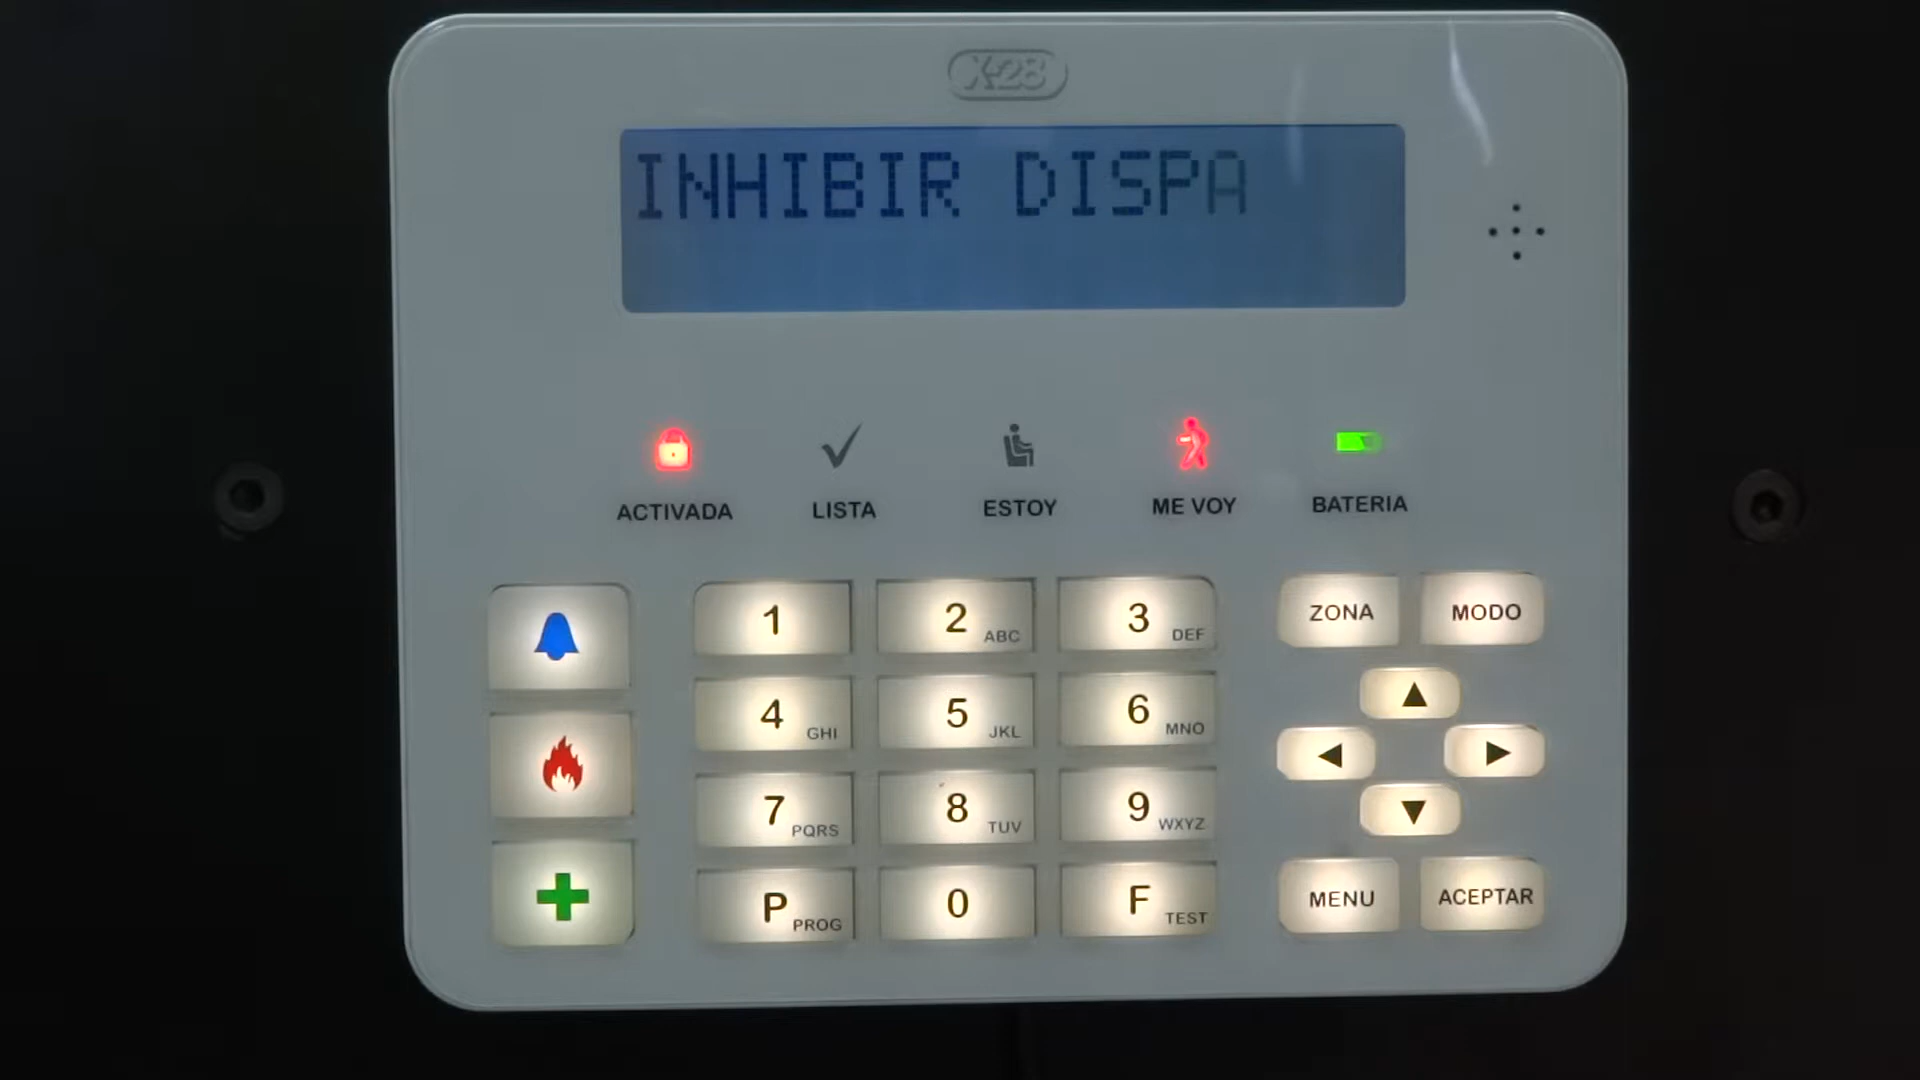 X-28
INHIBIR DISPA
ACTIVADA
LISTA
ESTOY
ME VOY
BATERIA
1
2 ABC
3 DEF
ZONA
MODO
4 GHI
5 JKL
6 MNO
7 PQRS
8 TUV
9 WXYZ
P PROG
0
F TEST
MENU
ACEPTAR